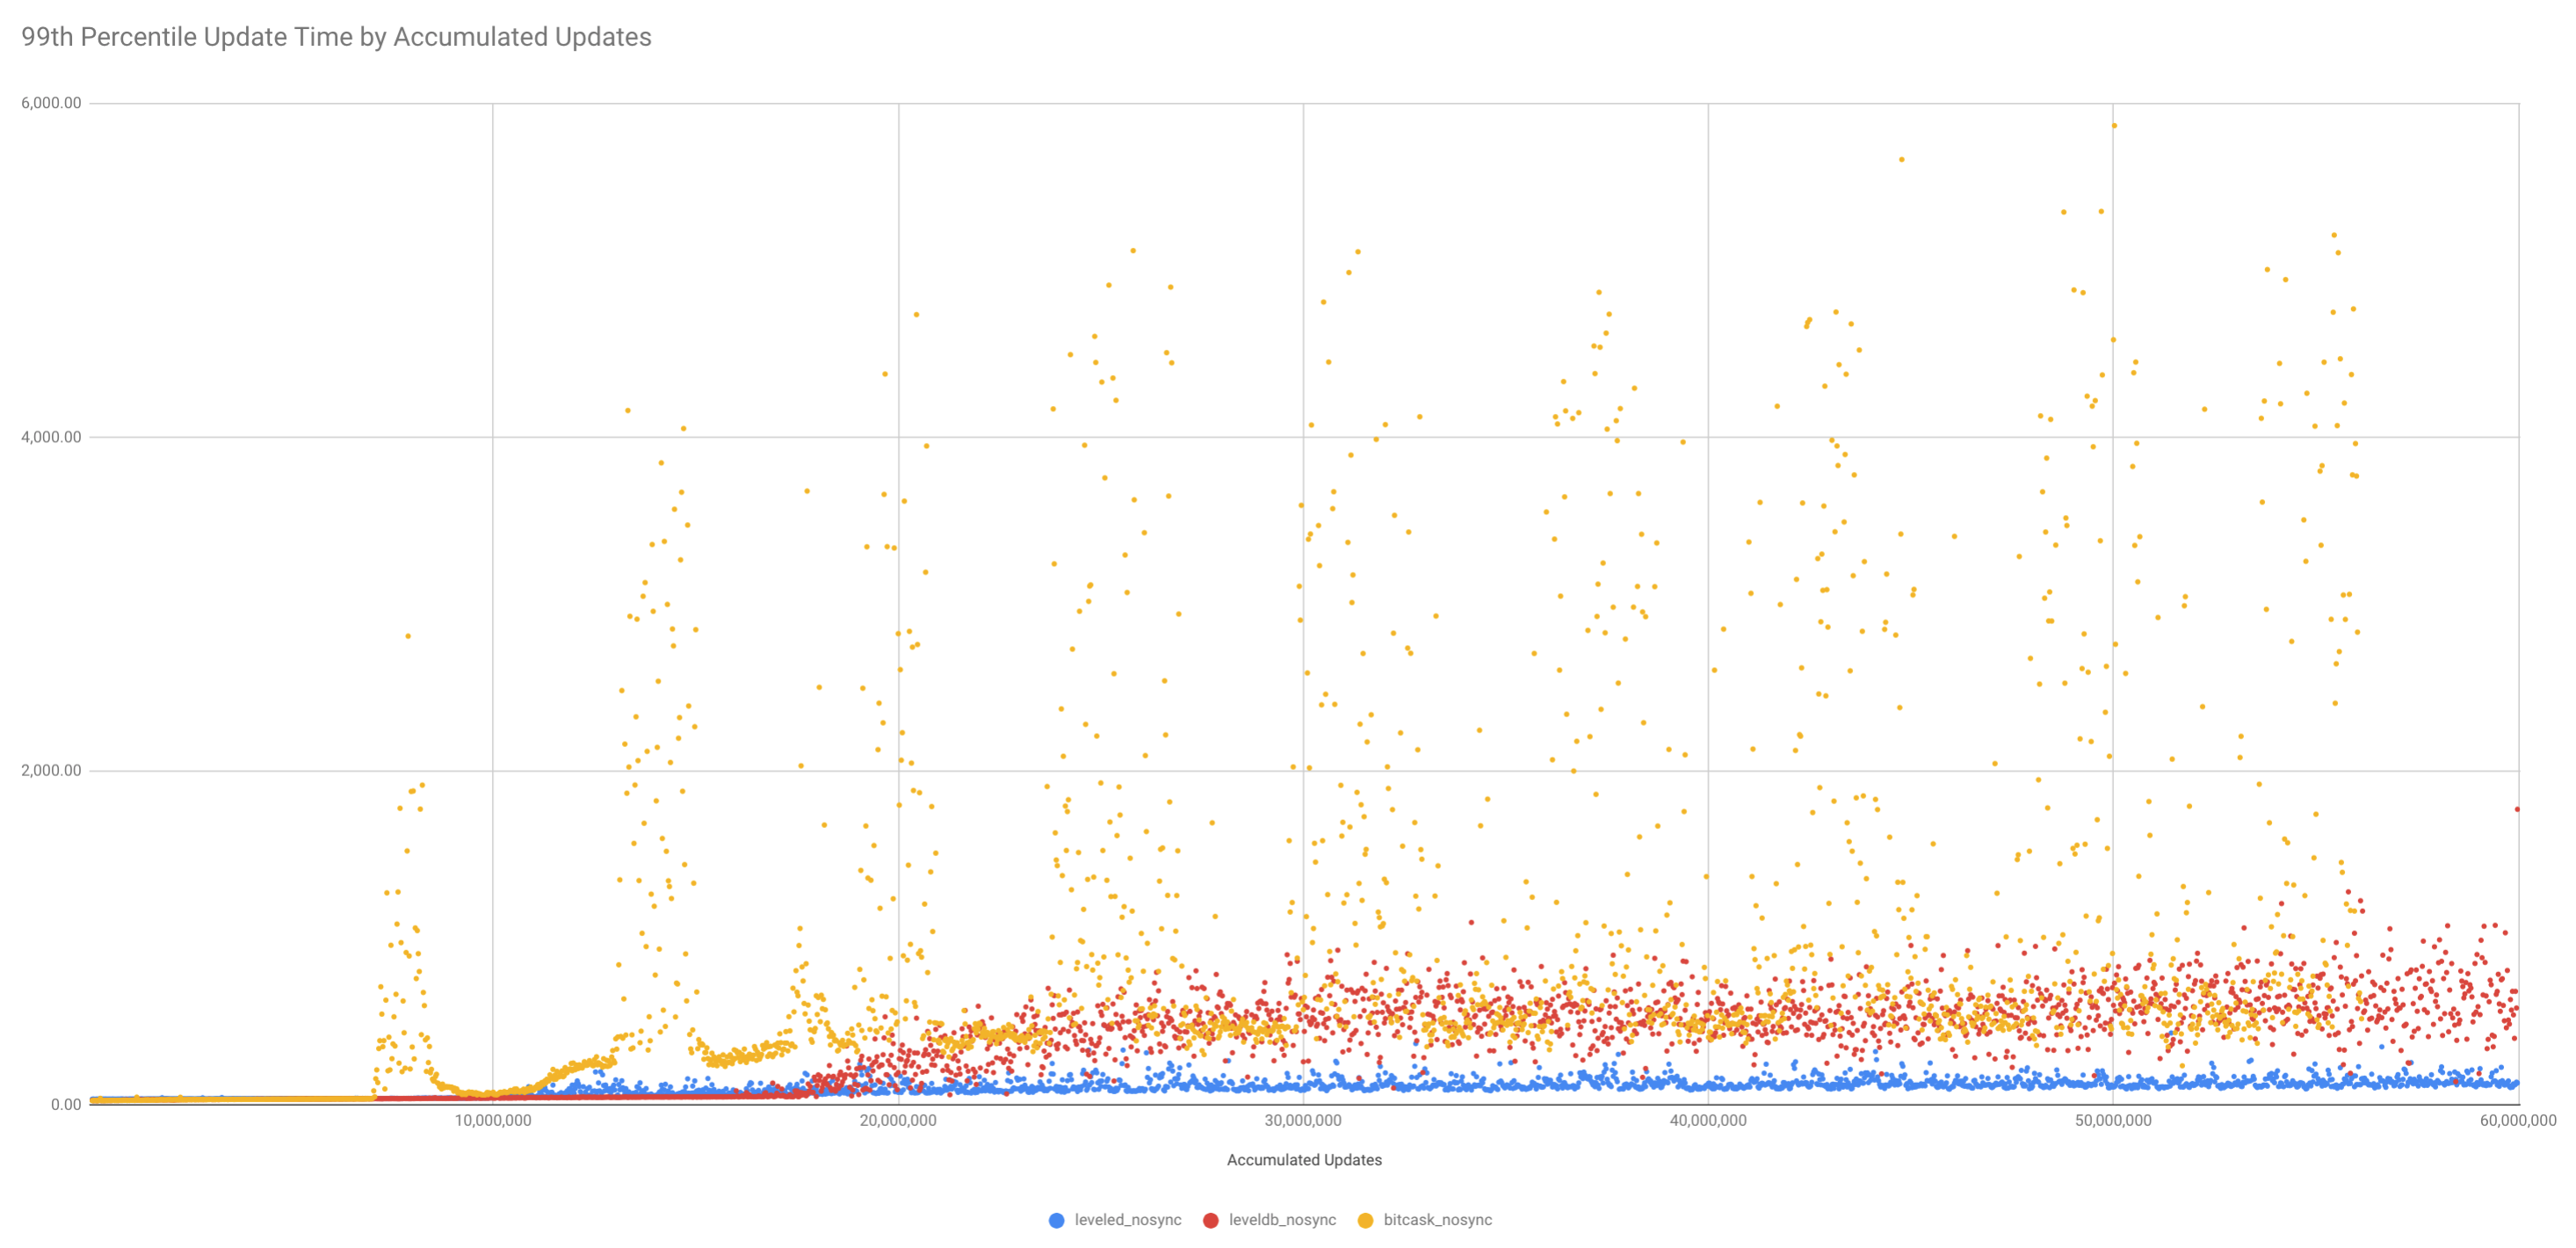 99th Percentile Update Time by Accumulated Updates
6,000.00
4,000.00
2,000.00
0.00
10,000,000 20,000,000 30,000,000 40,000,000 50,000,000 60,000,000
Accumulated Updates
leveled_nosync leveldb_nosync bitcask_nosync